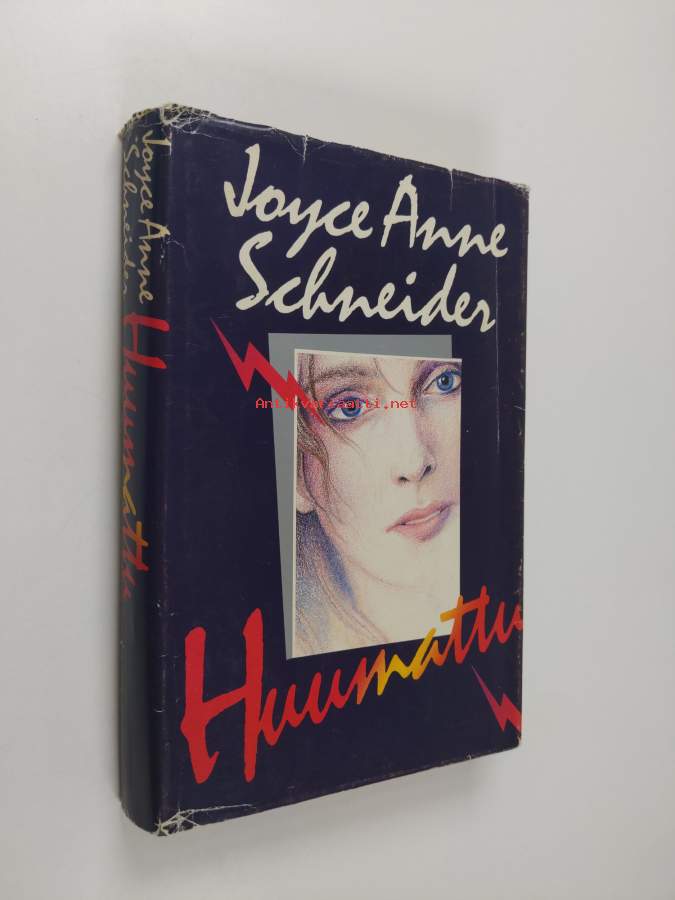 Joyce Anne
Schneider
Huumattu
Joyce Anne
Schneider
Huumattu
Antikvariaatti.net